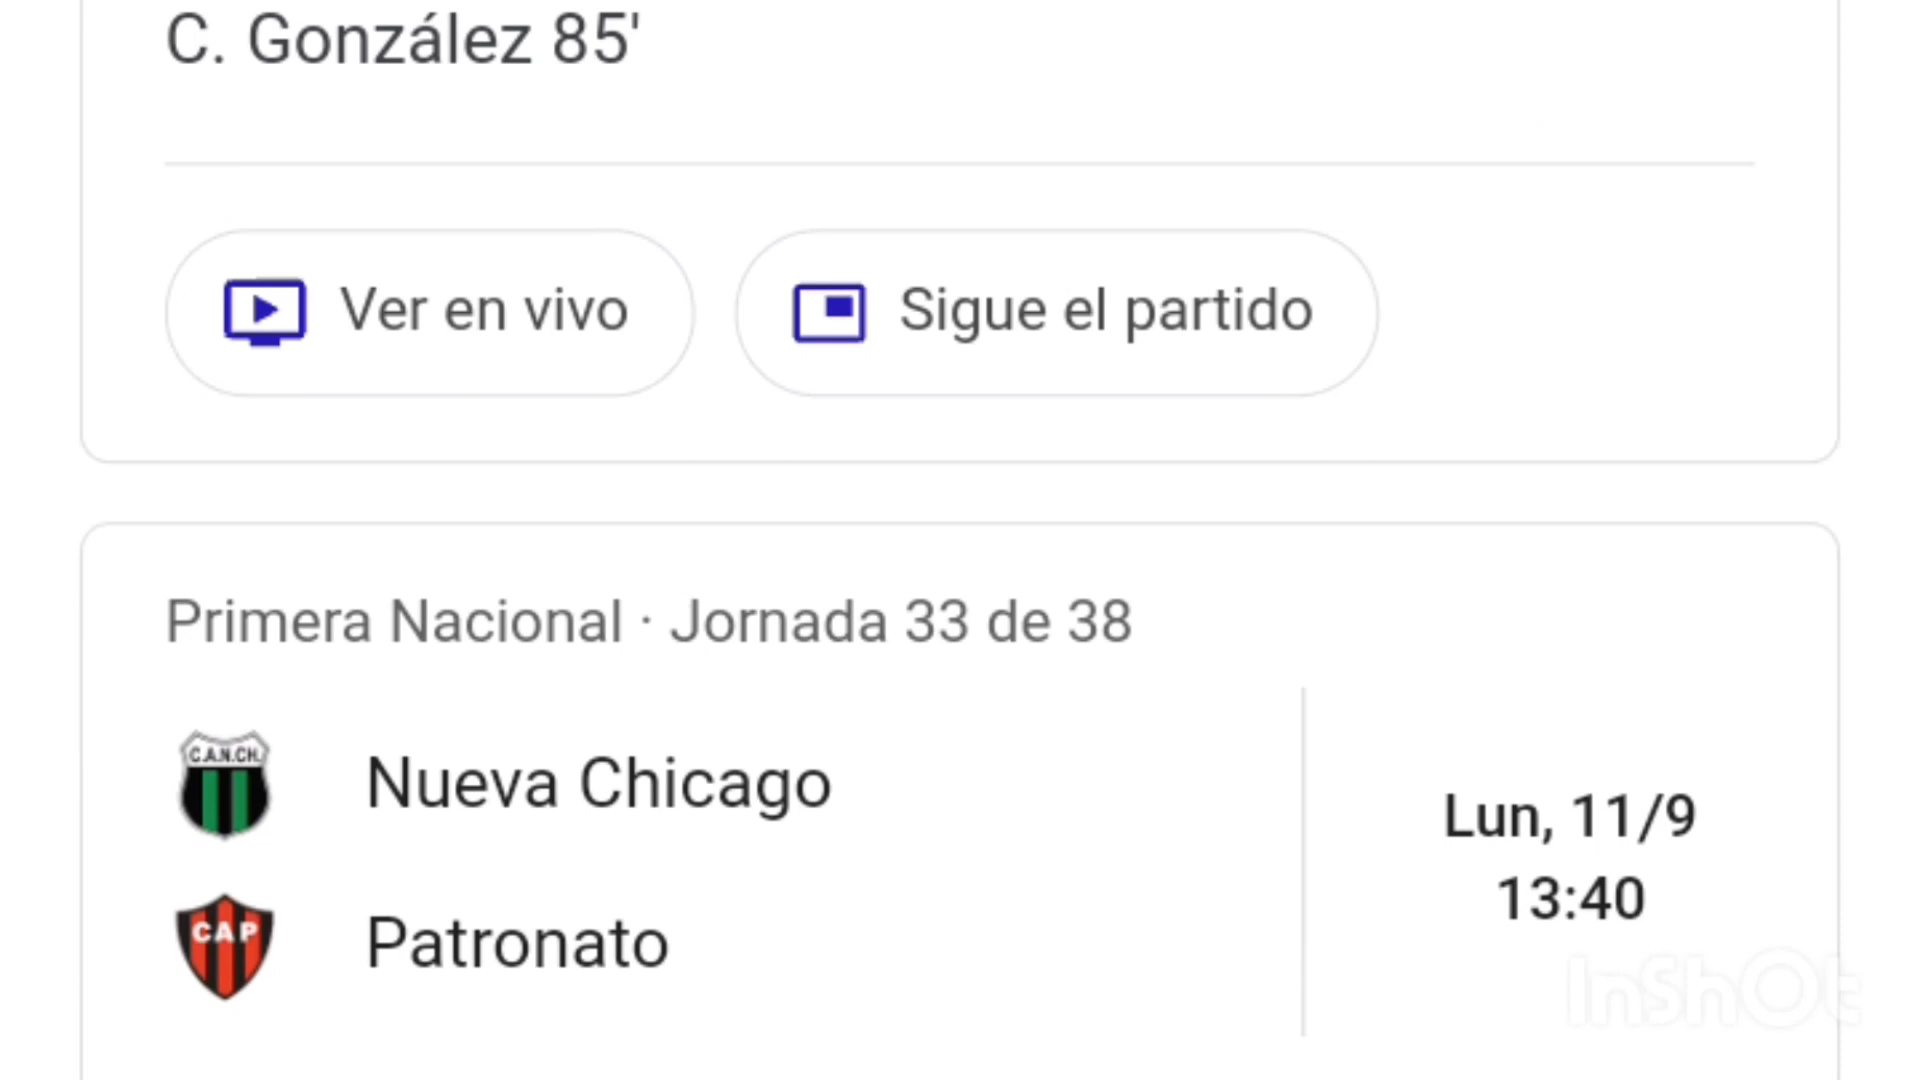 C. González 85'
Ver en vivo
Sigue el partido
Primera Nacional · Jornada 33 de 38
C.A.N.CH.
Nueva Chicago
Lun, 11/9
13:40
CAP
Patronato
InShOt